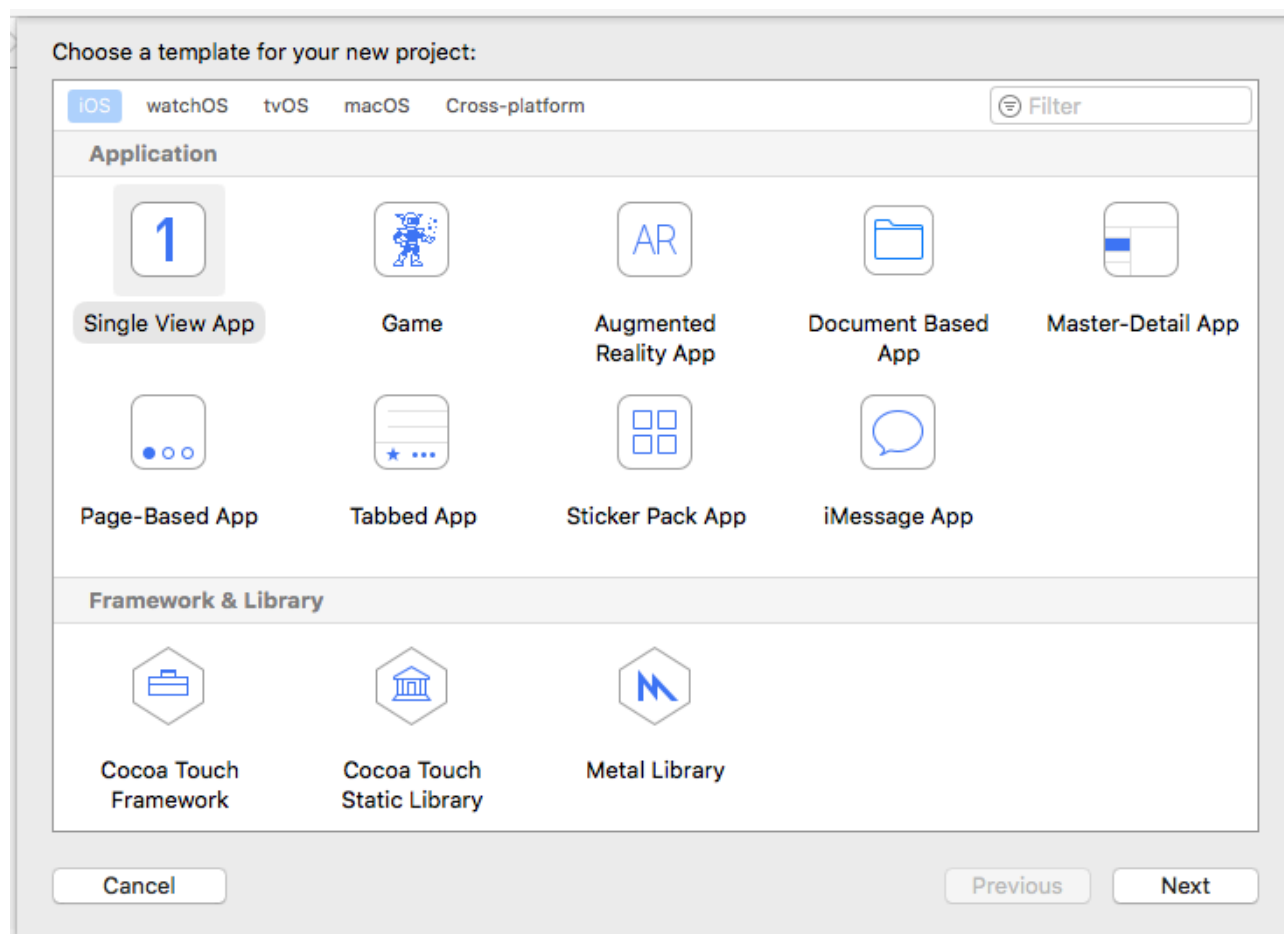 Choose a template for your new project:
iOS watchOS tvOS macOS Cross-platform Filter
Application
1 AR
Single View App Game Augmented Reality App Document Based App Master-Detail App
Page-Based App Tabbed App Sticker Pack App iMessage App
Framework & Library
Cocoa Touch Framework Cocoa Touch Static Library Metal Library
Cancel Previous Next